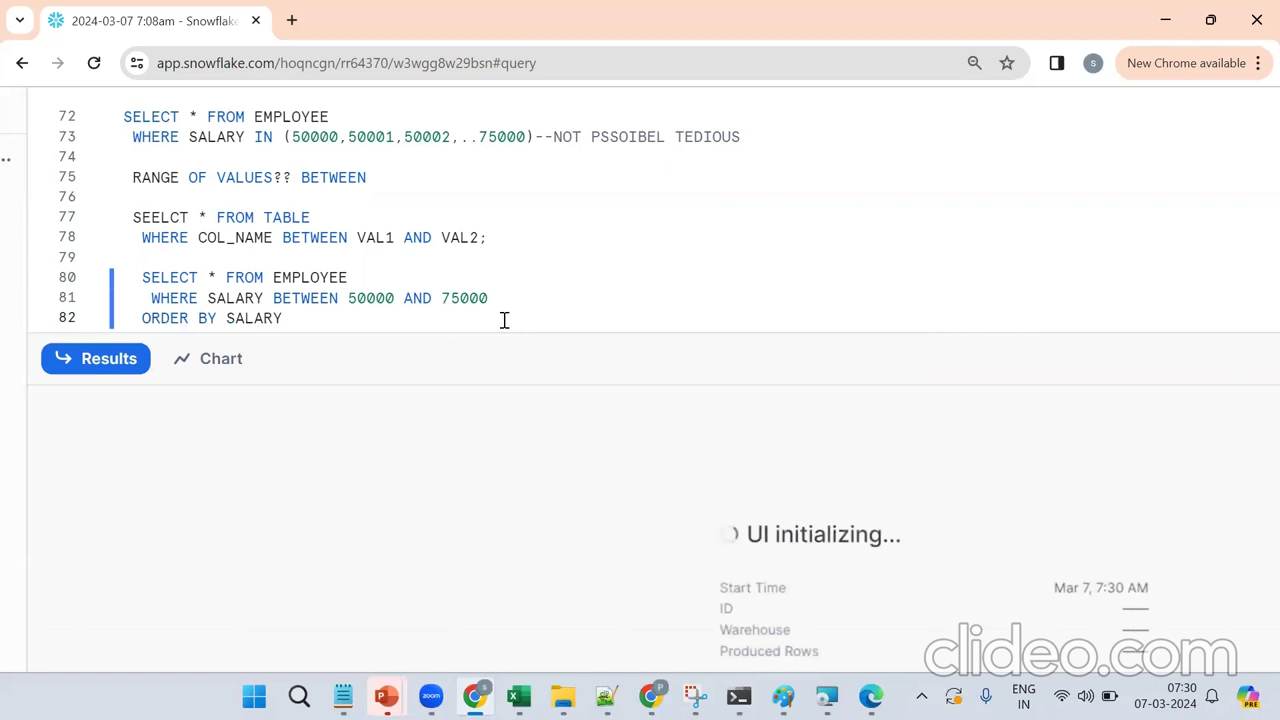 2024-03-07 7:08am - Snowflake
app.snowflake.com/hoqncgn/rr64370/w3wgg8w29bsn#query
s
New Chrome available
72 SELECT * FROM EMPLOYEE
73 WHERE SALARY IN (50000,50001,50002,..75000)--NOT PSSOIBEL TEDIOUS
74
75 RANGE OF VALUES?? BETWEEN
76
77 SEELCT * FROM TABLE
78 WHERE COL_NAME BETWEEN VAL1 AND VAL2;
79
80 SELECT * FROM EMPLOYEE
81 WHERE SALARY BETWEEN 50000 AND 75000
82 ORDER BY SALARY
Results Chart
UI initializing...
Start Time Mar 7, 7:30 AM
ID
Warehouse
Produced Rows
clideo.com
zoom
ENG
IN
07:30
07-03-2024
PRE